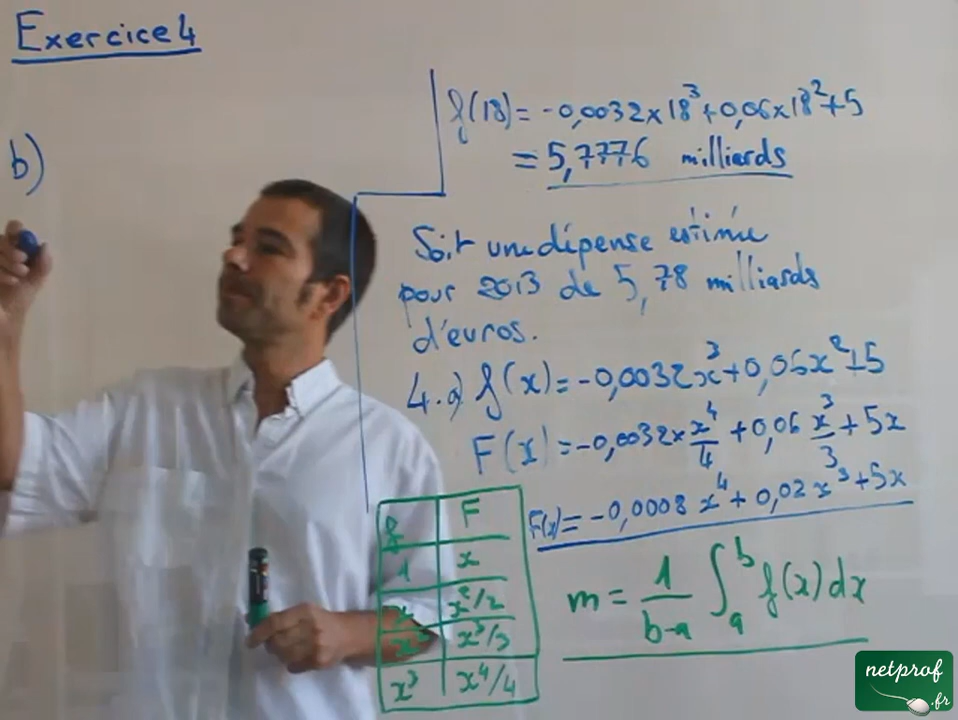 Exercice 4
b)
f(18) = -0,0032 x 18³ + 0,06 x 18² + 5
= 5,7776 milliards
Soit une dépense estimée
pour 2013 de 5,78 milliards
d'euros.
4.a) f(x) = -0,0032x³ + 0,06x² + 5
F(x) = -0,0032 x x⁴/4 + 0,06 x³/3 + 5x
F(x) = -0,0008 x⁴ + 0,02 x³ + 5x
f F
1 x
x x²/2
x² x³/3
x³ x⁴/4
m = 1/(b-a) ∫ₐᵇ f(x) dx
netprof
.fr